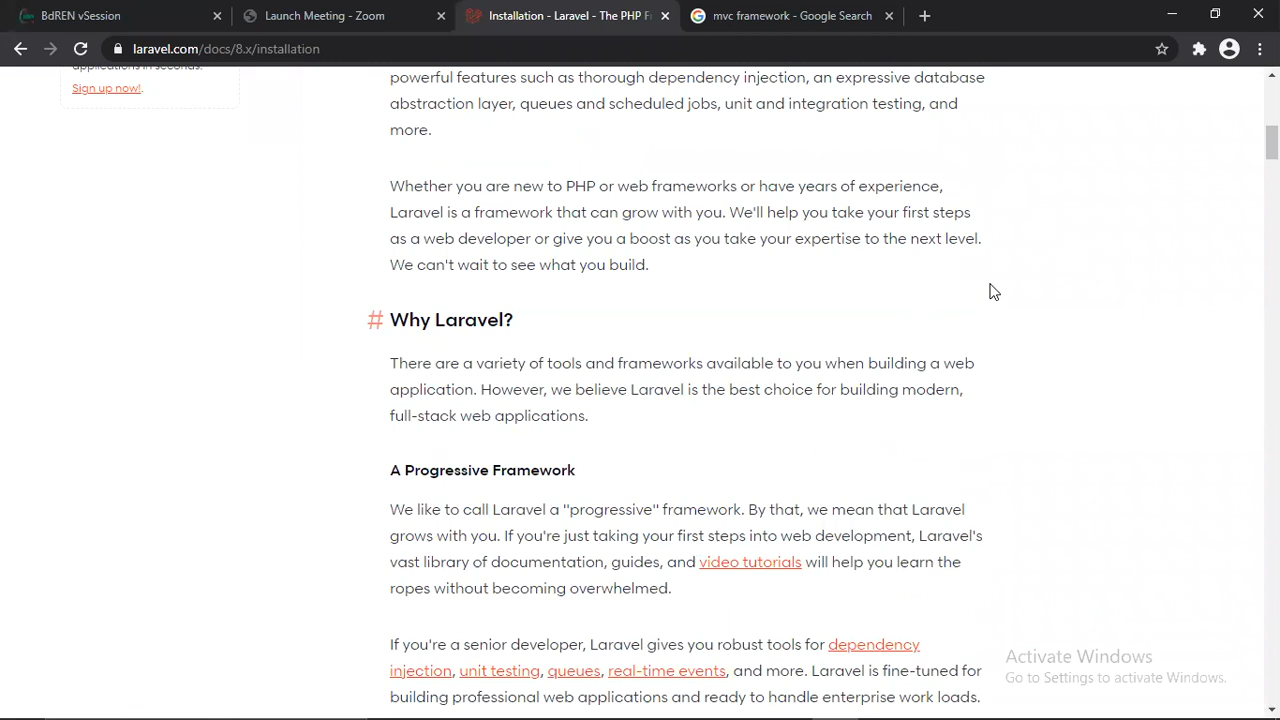 BdREN vSession
Launch Meeting - Zoom
Installation - Laravel - The PHP F
mvc framework - Google Search
laravel.com/docs/8.x/installation
applications in seconds.
Sign up now!.
powerful features such as thorough dependency injection, an expressive database
abstraction layer, queues and scheduled jobs, unit and integration testing, and
more.
Whether you are new to PHP or web frameworks or have years of experience,
Laravel is a framework that can grow with you. We'll help you take your first steps
as a web developer or give you a boost as you take your expertise to the next level.
We can't wait to see what you build.
# Why Laravel?
There are a variety of tools and frameworks available to you when building a web
application. However, we believe Laravel is the best choice for building modern,
full-stack web applications.
A Progressive Framework
We like to call Laravel a "progressive" framework. By that, we mean that Laravel
grows with you. If you're just taking your first steps into web development, Laravel's
vast library of documentation, guides, and video tutorials will help you learn the
ropes without becoming overwhelmed.
If you're a senior developer, Laravel gives you robust tools for dependency
injection, unit testing, queues, real-time events, and more. Laravel is fine-tuned for
building professional web applications and ready to handle enterprise work loads.
Activate Windows
Go to Settings to activate Windows.